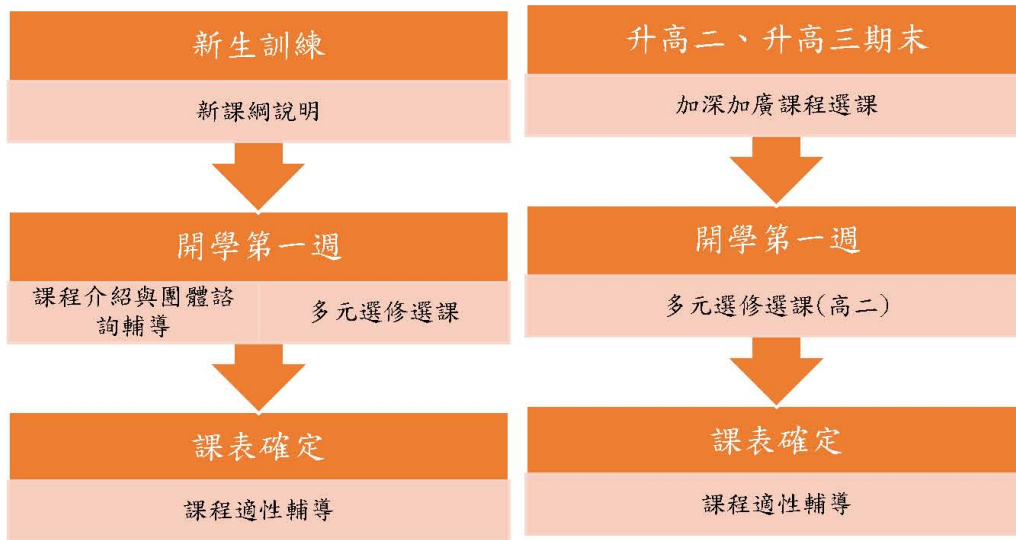 新生訓練
新課綱說明
開學第一週
課程介紹與團體諮
詢輔導
多元選修選課
課表確定
課程適性輔導
升高二、升高三期末
加深加廣課程選課
開學第一週
多元選修選課(高二)
課表確定
課程適性輔導